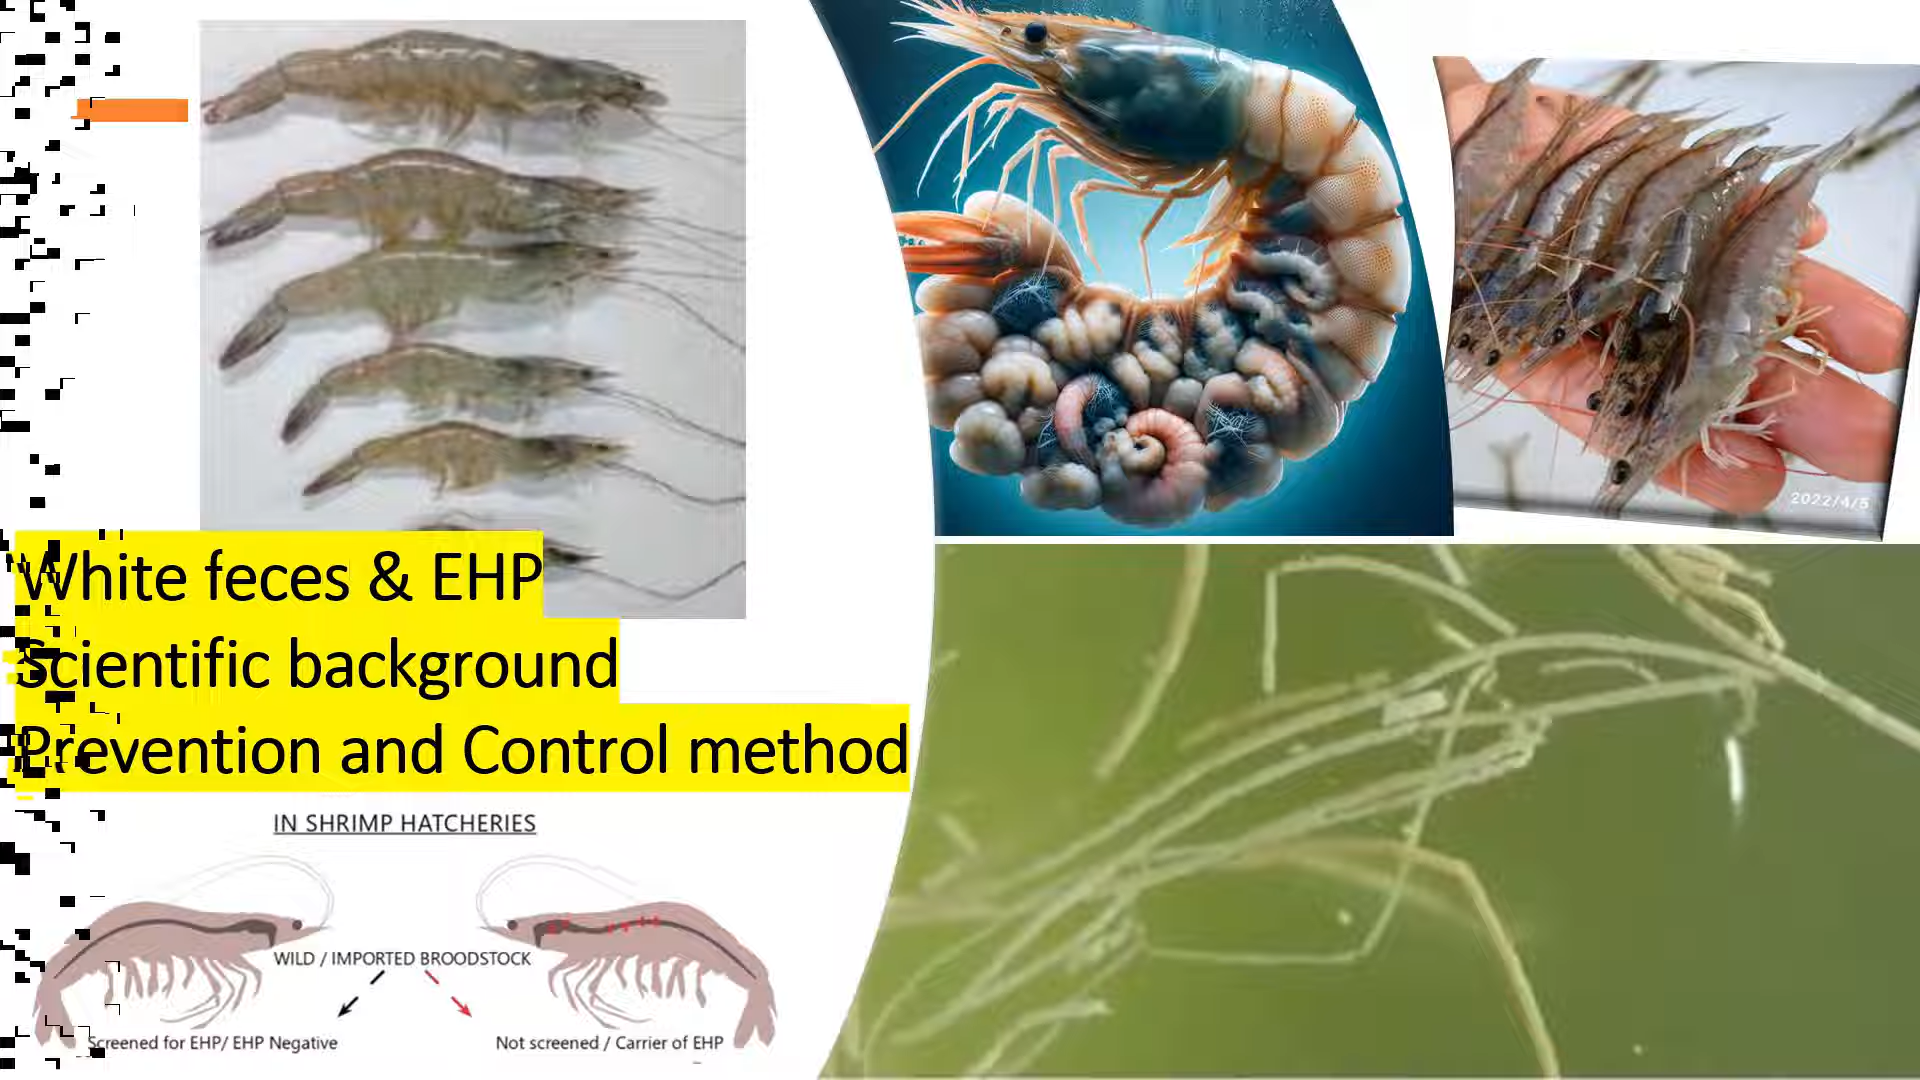 2022/4/5
White feces & EHP
Scientific background
Prevention and Control method
IN SHRIMP HATCHERIES
WILD / IMPORTED BROODSTOCK
Screened for EHP/ EHP Negative
Not screened / Carrier of EHP